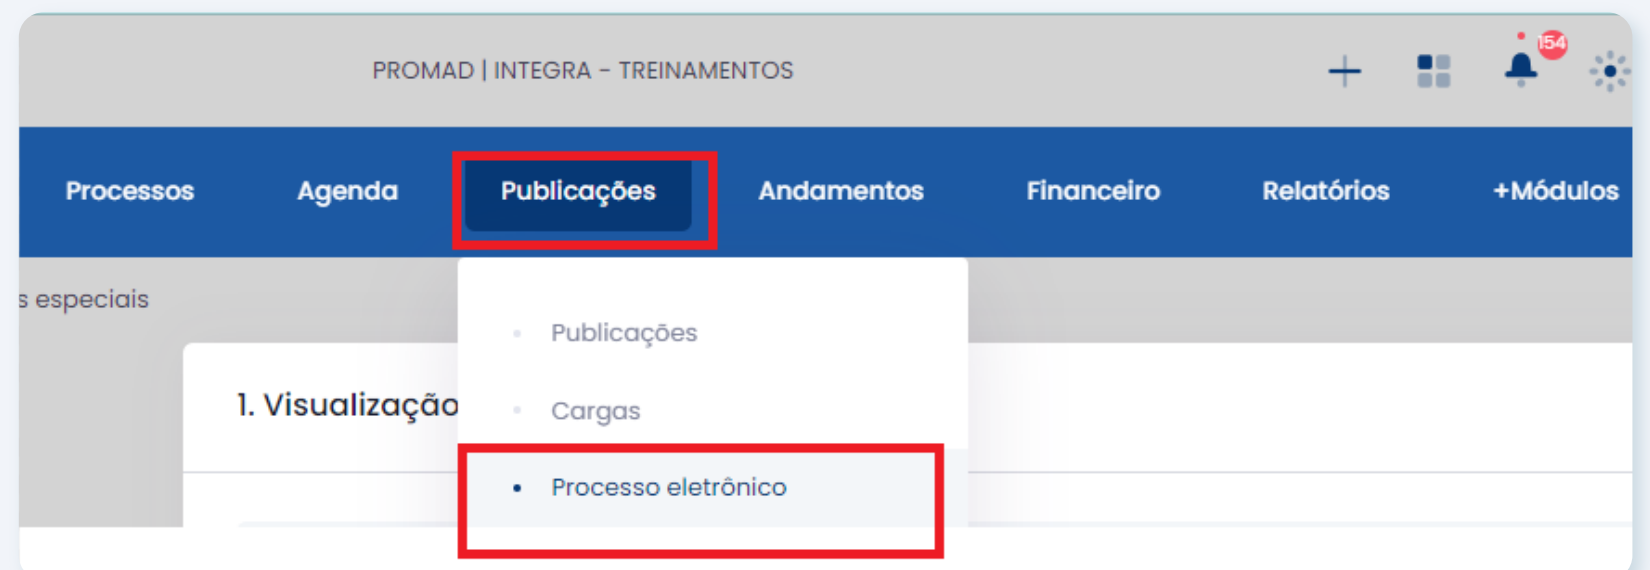 PROMAD | INTEGRA - TREINAMENTOS
154
Processos Agenda Publicações Andamentos Financeiro Relatórios +Módulos
s especiais
Publicações
1. Visualização
Cargas
Processo eletrônico